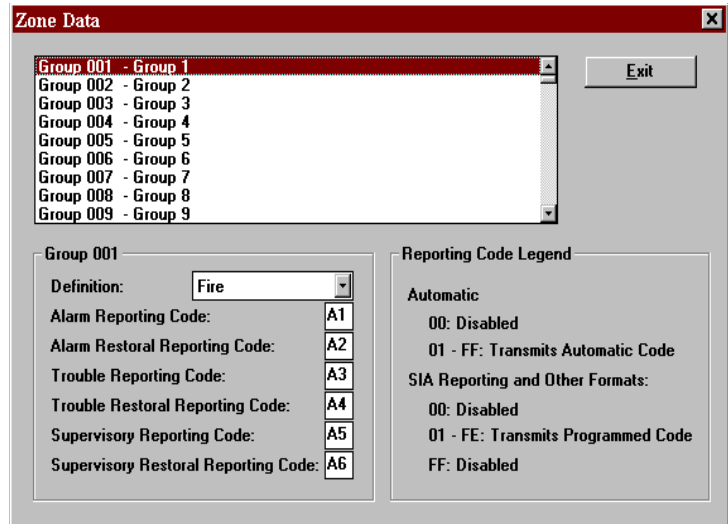 Zone Data
Group 001 - Group 1
Group 002 - Group 2
Group 003 - Group 3
Group 004 - Group 4
Group 005 - Group 5
Group 006 - Group 6
Group 007 - Group 7
Group 008 - Group 8
Group 009 - Group 9
Exit
Group 001
Definition: Fire
Alarm Reporting Code: A1
Alarm Restoral Reporting Code: A2
Trouble Reporting Code: A3
Trouble Restoral Reporting Code: A4
Supervisory Reporting Code: A5
Supervisory Restoral Reporting Code: A6
Reporting Code Legend
Automatic
00: Disabled
01 - FF: Transmits Automatic Code
SIA Reporting and Other Formats:
00: Disabled
01 - FE: Transmits Programmed Code
FF: Disabled